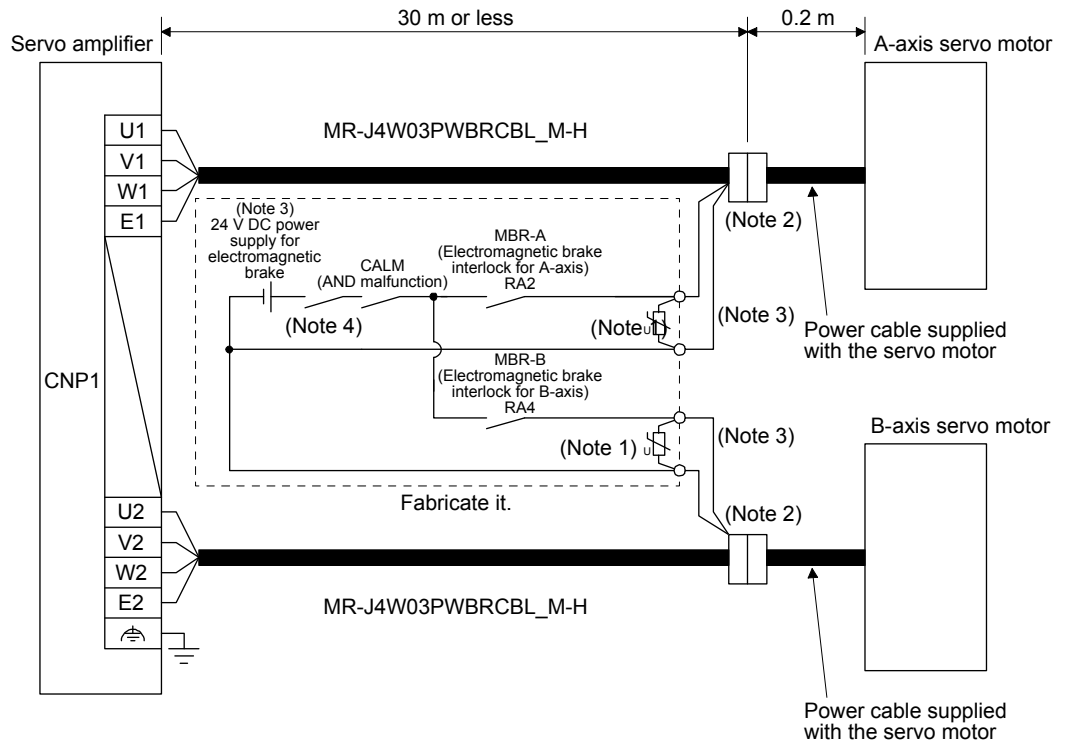 30 m or less
0.2 m
Servo amplifier
A-axis servo motor
U1
V1
W1
E1
MR-J4W03PWBRCBL_M-H
(Note 2)
(Note 3)
24 V DC power
supply for
electromagnetic
brake
CALM
(AND malfunction)
MBR-A
(Electromagnetic brake
interlock for A-axis)
RA2
(Note 4)
(Note
U
(Note 3)
Power cable supplied
with the servo motor
CNP1
MBR-B
(Electromagnetic brake
interlock for B-axis)
RA4
(Note 1)
U
(Note 3)
B-axis servo motor
Fabricate it.
(Note 2)
U2
V2
W2
E2
MR-J4W03PWBRCBL_M-H
Power cable supplied
with the servo motor